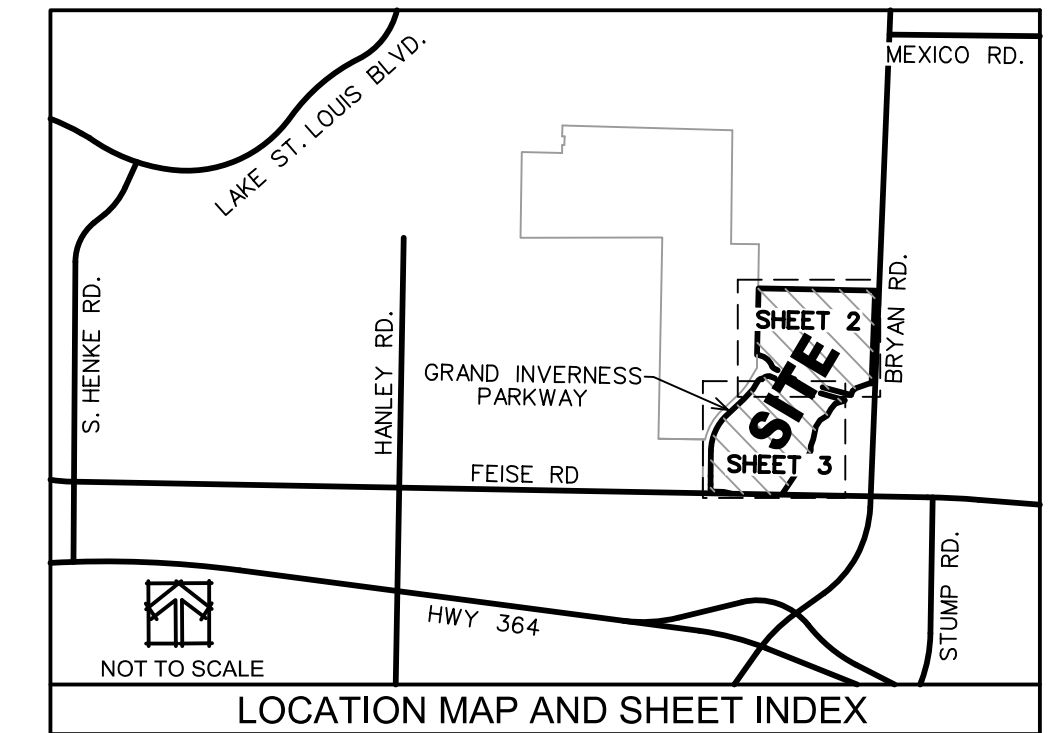 MEXICO RD.
LAKE ST. LOUIS BLVD.
S. HENKE RD.
HANLEY RD.
BRYAN RD.
SHEET 2
SITE
GRAND INVERNESS
PARKWAY
SHEET 3
FEISE RD
HWY 364
STUMP RD.
NOT TO SCALE
LOCATION MAP AND SHEET INDEX